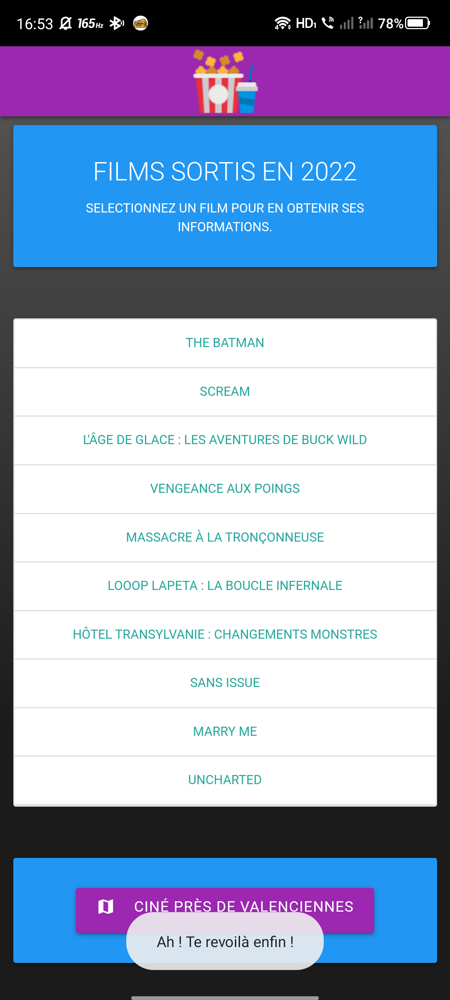 16:53 165Hz HD1 78%
FILMS SORTIS EN 2022
SELECTIONNEZ UN FILM POUR EN OBTENIR SES
INFORMATIONS.
THE BATMAN
SCREAM
L'ÂGE DE GLACE : LES AVENTURES DE BUCK WILD
VENGEANCE AUX POINGS
MASSACRE À LA TRONÇONNEUSE
LOOOP LAPETA : LA BOUCLE INFERNALE
HÔTEL TRANSYLVANIE : CHANGEMENTS MONSTRES
SANS ISSUE
MARRY ME
UNCHARTED
CINÉ PRÈS DE VALENCIENNES
Ah ! Te revoilà enfin !